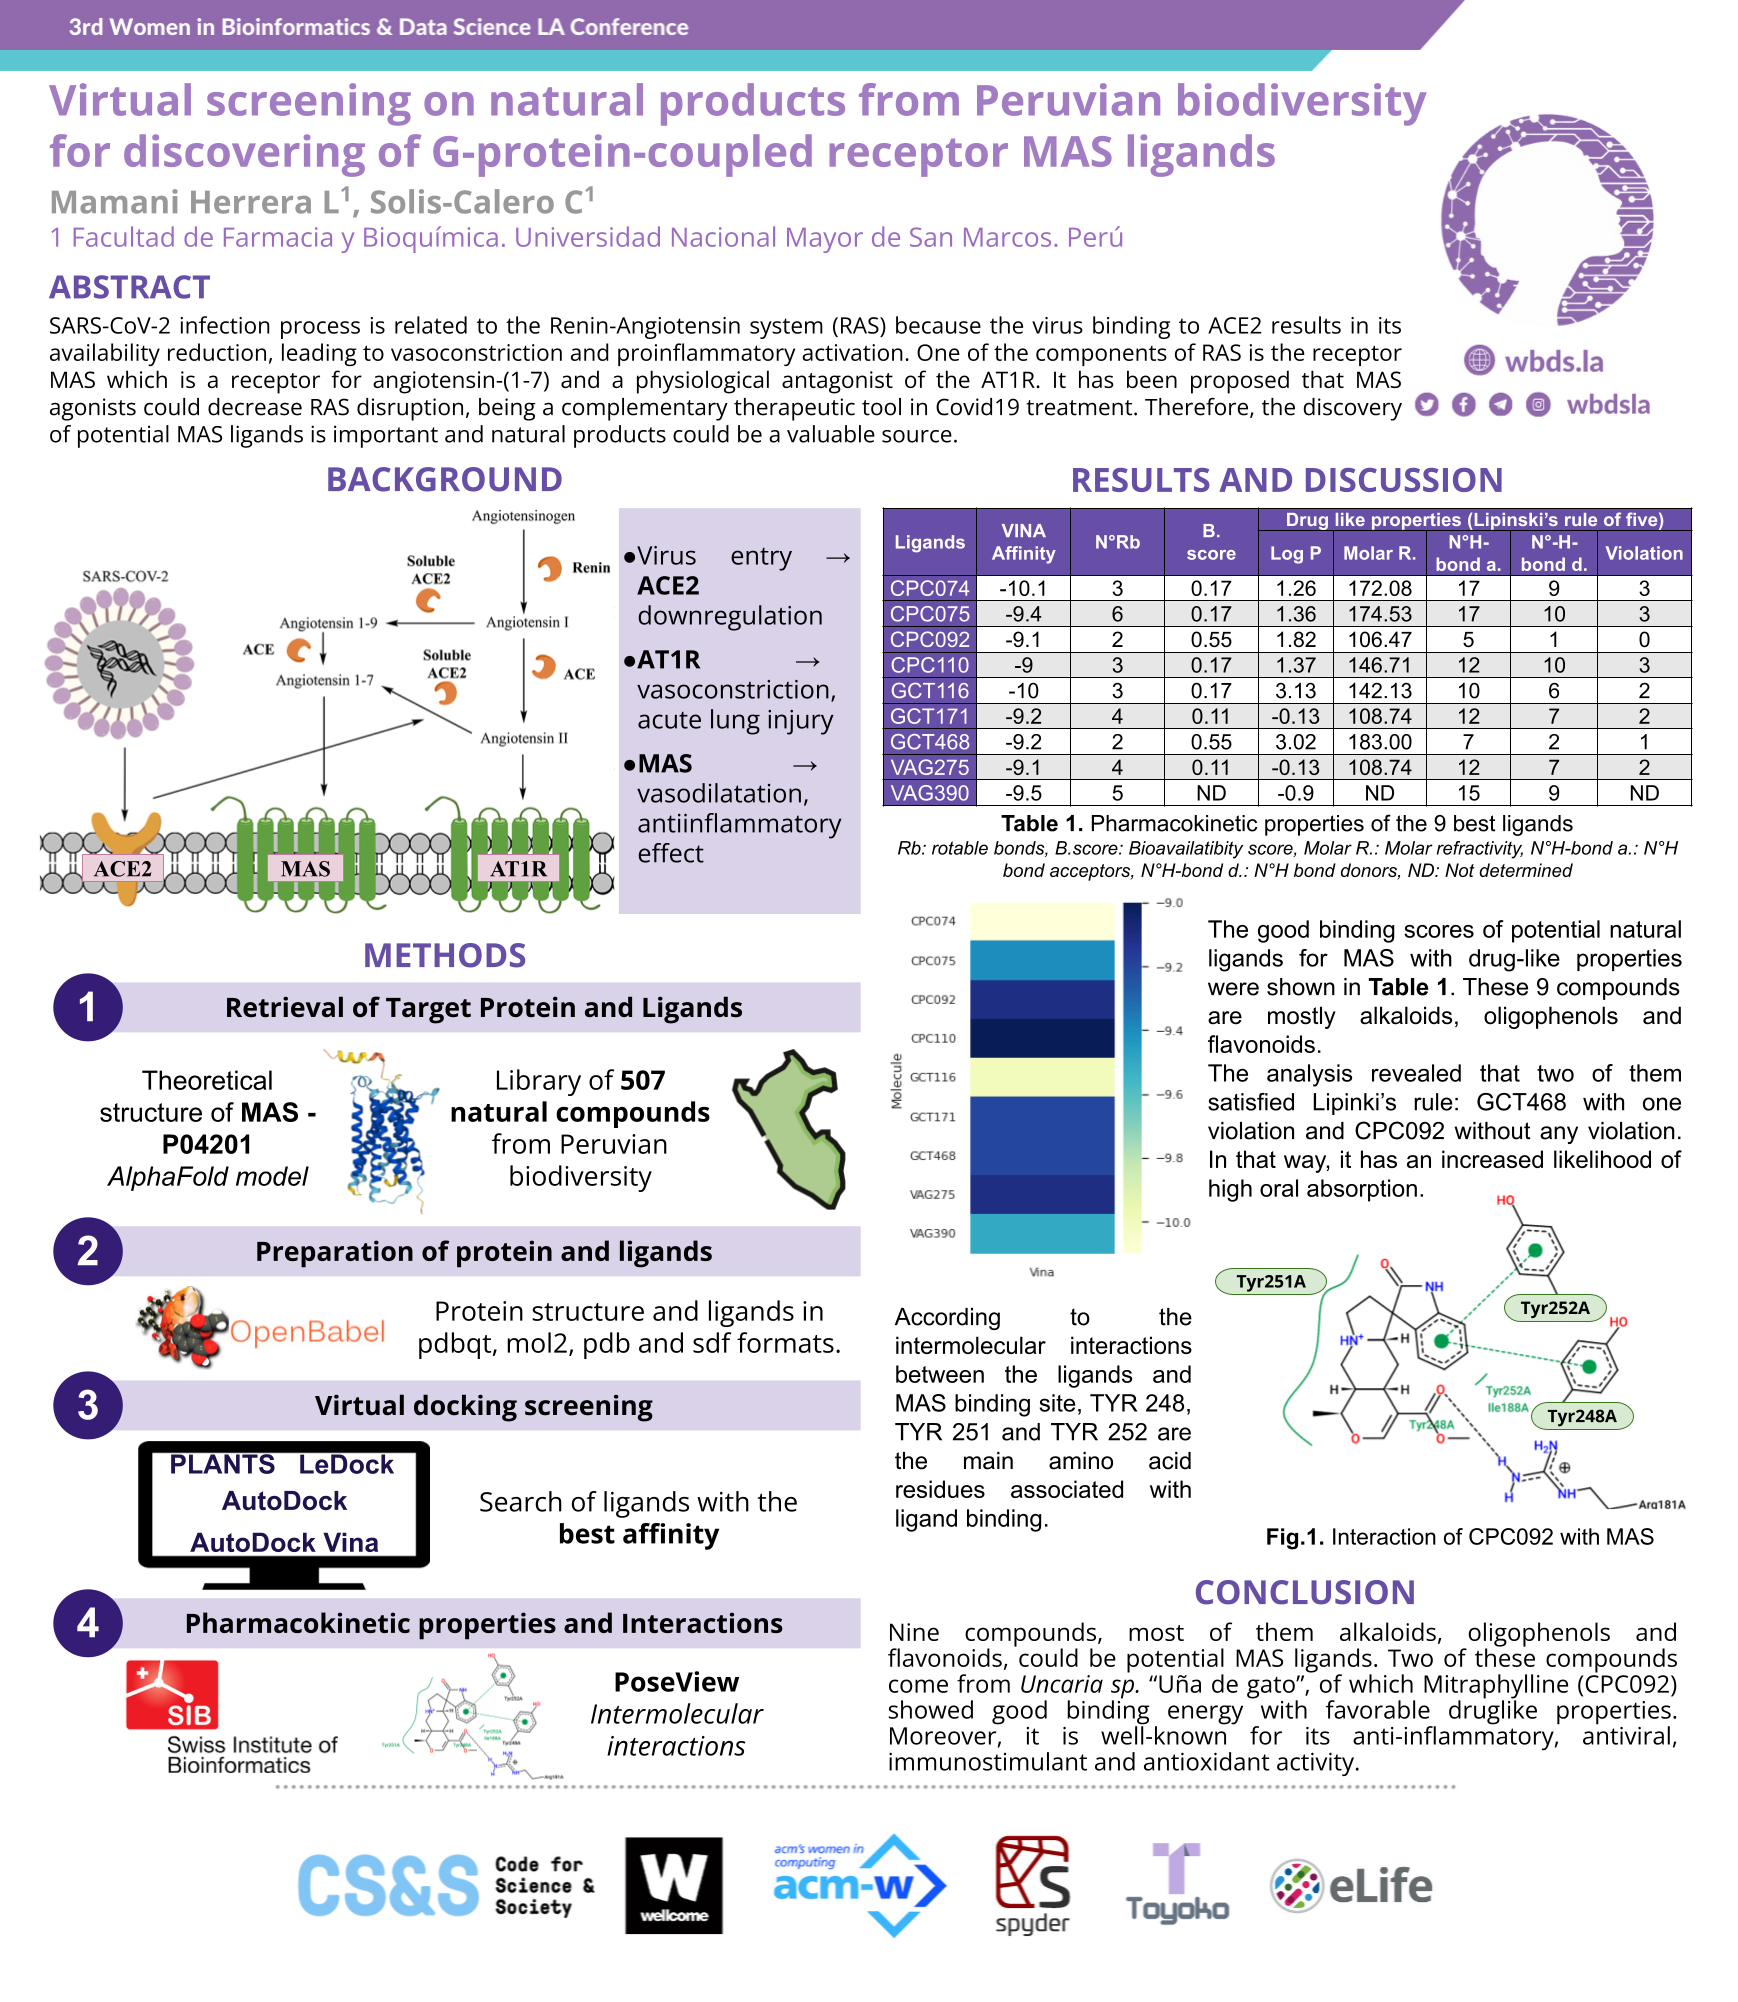 3rd Women in Bioinformatics & Data Science LA Conference
Virtual screening on natural products from Peruvian biodiversity
for discovering of G-protein-coupled receptor MAS ligands
Mamani Herrera L1, Solis-Calero C1
1 Facultad de Farmacia y Bioquímica. Universidad Nacional Mayor de San Marcos. Perú
wbds.la
wbdsla
ABSTRACT
SARS-CoV-2 infection process is related to the Renin-Angiotensin system (RAS) because the virus binding to ACE2 results in its
availability reduction, leading to vasoconstriction and proinflammatory activation. One of the components of RAS is the receptor
MAS which is a receptor for angiotensin-(1-7) and a physiological antagonist of the AT1R. It has been proposed that MAS
agonists could decrease RAS disruption, being a complementary therapeutic tool in Covid19 treatment. Therefore, the discovery
of potential MAS ligands is important and natural products could be a valuable source.
BACKGROUND
Angiotensinogen
Renin
Soluble
ACE2
SARS-COV-2
Angiotensin 1-9
Angiotensin I
ACE
Soluble
ACE2
ACE
Angiotensin 1-7
Angiotensin II
ACE2
MAS
AT1R
●Virus entry →
ACE2
downregulation
●AT1R →
vasoconstriction,
acute lung injury
●MAS →
vasodilatation,
antiinflammatory
effect
METHODS
1
Retrieval of Target Protein and Ligands
Theoretical
structure of MAS -
P04201
AlphaFold model
Library of 507
natural compounds
from Peruvian
biodiversity
2
Preparation of protein and ligands
OpenBabel
Protein structure and ligands in
pdbqt, mol2, pdb and sdf formats.
3
Virtual docking screening
PLANTS LeDock
AutoDock
AutoDock Vina
Search of ligands with the
best affinity
4
Pharmacokinetic properties and Interactions
SIB
Swiss Institute of
Bioinformatics
HO
NH
Tyr252A
HO
HN+
Tyr251A
Tyr252A
Ile188A
Tyr248A
Tyr248A
Arg181A
PoseView
Intermolecular
interactions
RESULTS AND DISCUSSION
Ligands VINA Affinity N°Rb B. score Drug like properties (Lipinski's rule of five)
Log P Molar R. N°H-bond a. N°-H-bond d. Violation
CPC074 -10.1 3 0.17 1.26 172.08 17 9 3
CPC075 -9.4 6 0.17 1.36 174.53 17 10 3
CPC092 -9.1 2 0.55 1.82 106.47 5 1 0
CPC110 -9 3 0.17 1.37 146.71 12 10 3
GCT116 -10 3 0.17 3.13 142.13 10 6 2
GCT171 -9.2 4 0.11 -0.13 108.74 12 7 2
GCT468 -9.2 2 0.55 3.02 183.00 7 2 1
VAG275 -9.1 4 0.11 -0.13 108.74 12 7 2
VAG390 -9.5 5 ND -0.9 ND 15 9 ND
Table 1. Pharmacokinetic properties of the 9 best ligands
Rb: rotable bonds, B.score: Bioavailatibity score, Molar R.: Molar refractivity, N°H-bond a.: N°H
bond acceptors, N°H-bond d.: N°H bond donors, ND: Not determined
Molecule
CPC074
CPC075
CPC092
CPC110
GCT116
GCT171
GCT468
VAG275
VAG390
Vina
−9.0
−9.2
−9.4
−9.6
−9.8
−10.0
The good binding scores of potential natural
ligands for MAS with drug-like properties
were shown in Table 1. These 9 compounds
are mostly alkaloids, oligophenols and
flavonoids.
The analysis revealed that two of them
satisfied Lipinki's rule: GCT468 with one
violation and CPC092 without any violation.
In that way, it has an increased likelihood of
high oral absorption.
According to the
intermolecular interactions
between the ligands and
MAS binding site, TYR 248,
TYR 251 and TYR 252 are
the main amino acid
residues associated with
ligand binding.
HO
Tyr251A
O
NH
Tyr252A
HO
HN+
H
H
H
O
Tyr252A
Ile188A
Tyr248A
Tyr248A
O
O
H2N
H
N
H
NH
Arg181A
Fig.1. Interaction of CPC092 with MAS
CONCLUSION
Nine compounds, most of them alkaloids, oligophenols and
flavonoids, could be potential MAS ligands. Two of these compounds
come from Uncaria sp. “Uña de gato”, of which Mitraphylline (CPC092)
showed good binding energy with favorable druglike properties.
Moreover, it is well-known for its anti-inflammatory, antiviral,
immunostimulant and antioxidant activity.
CS&S Code for
Science &
Society
W
wellcome
acm's women in
computing
acm-w
S
spyder
Toyoko
eLife